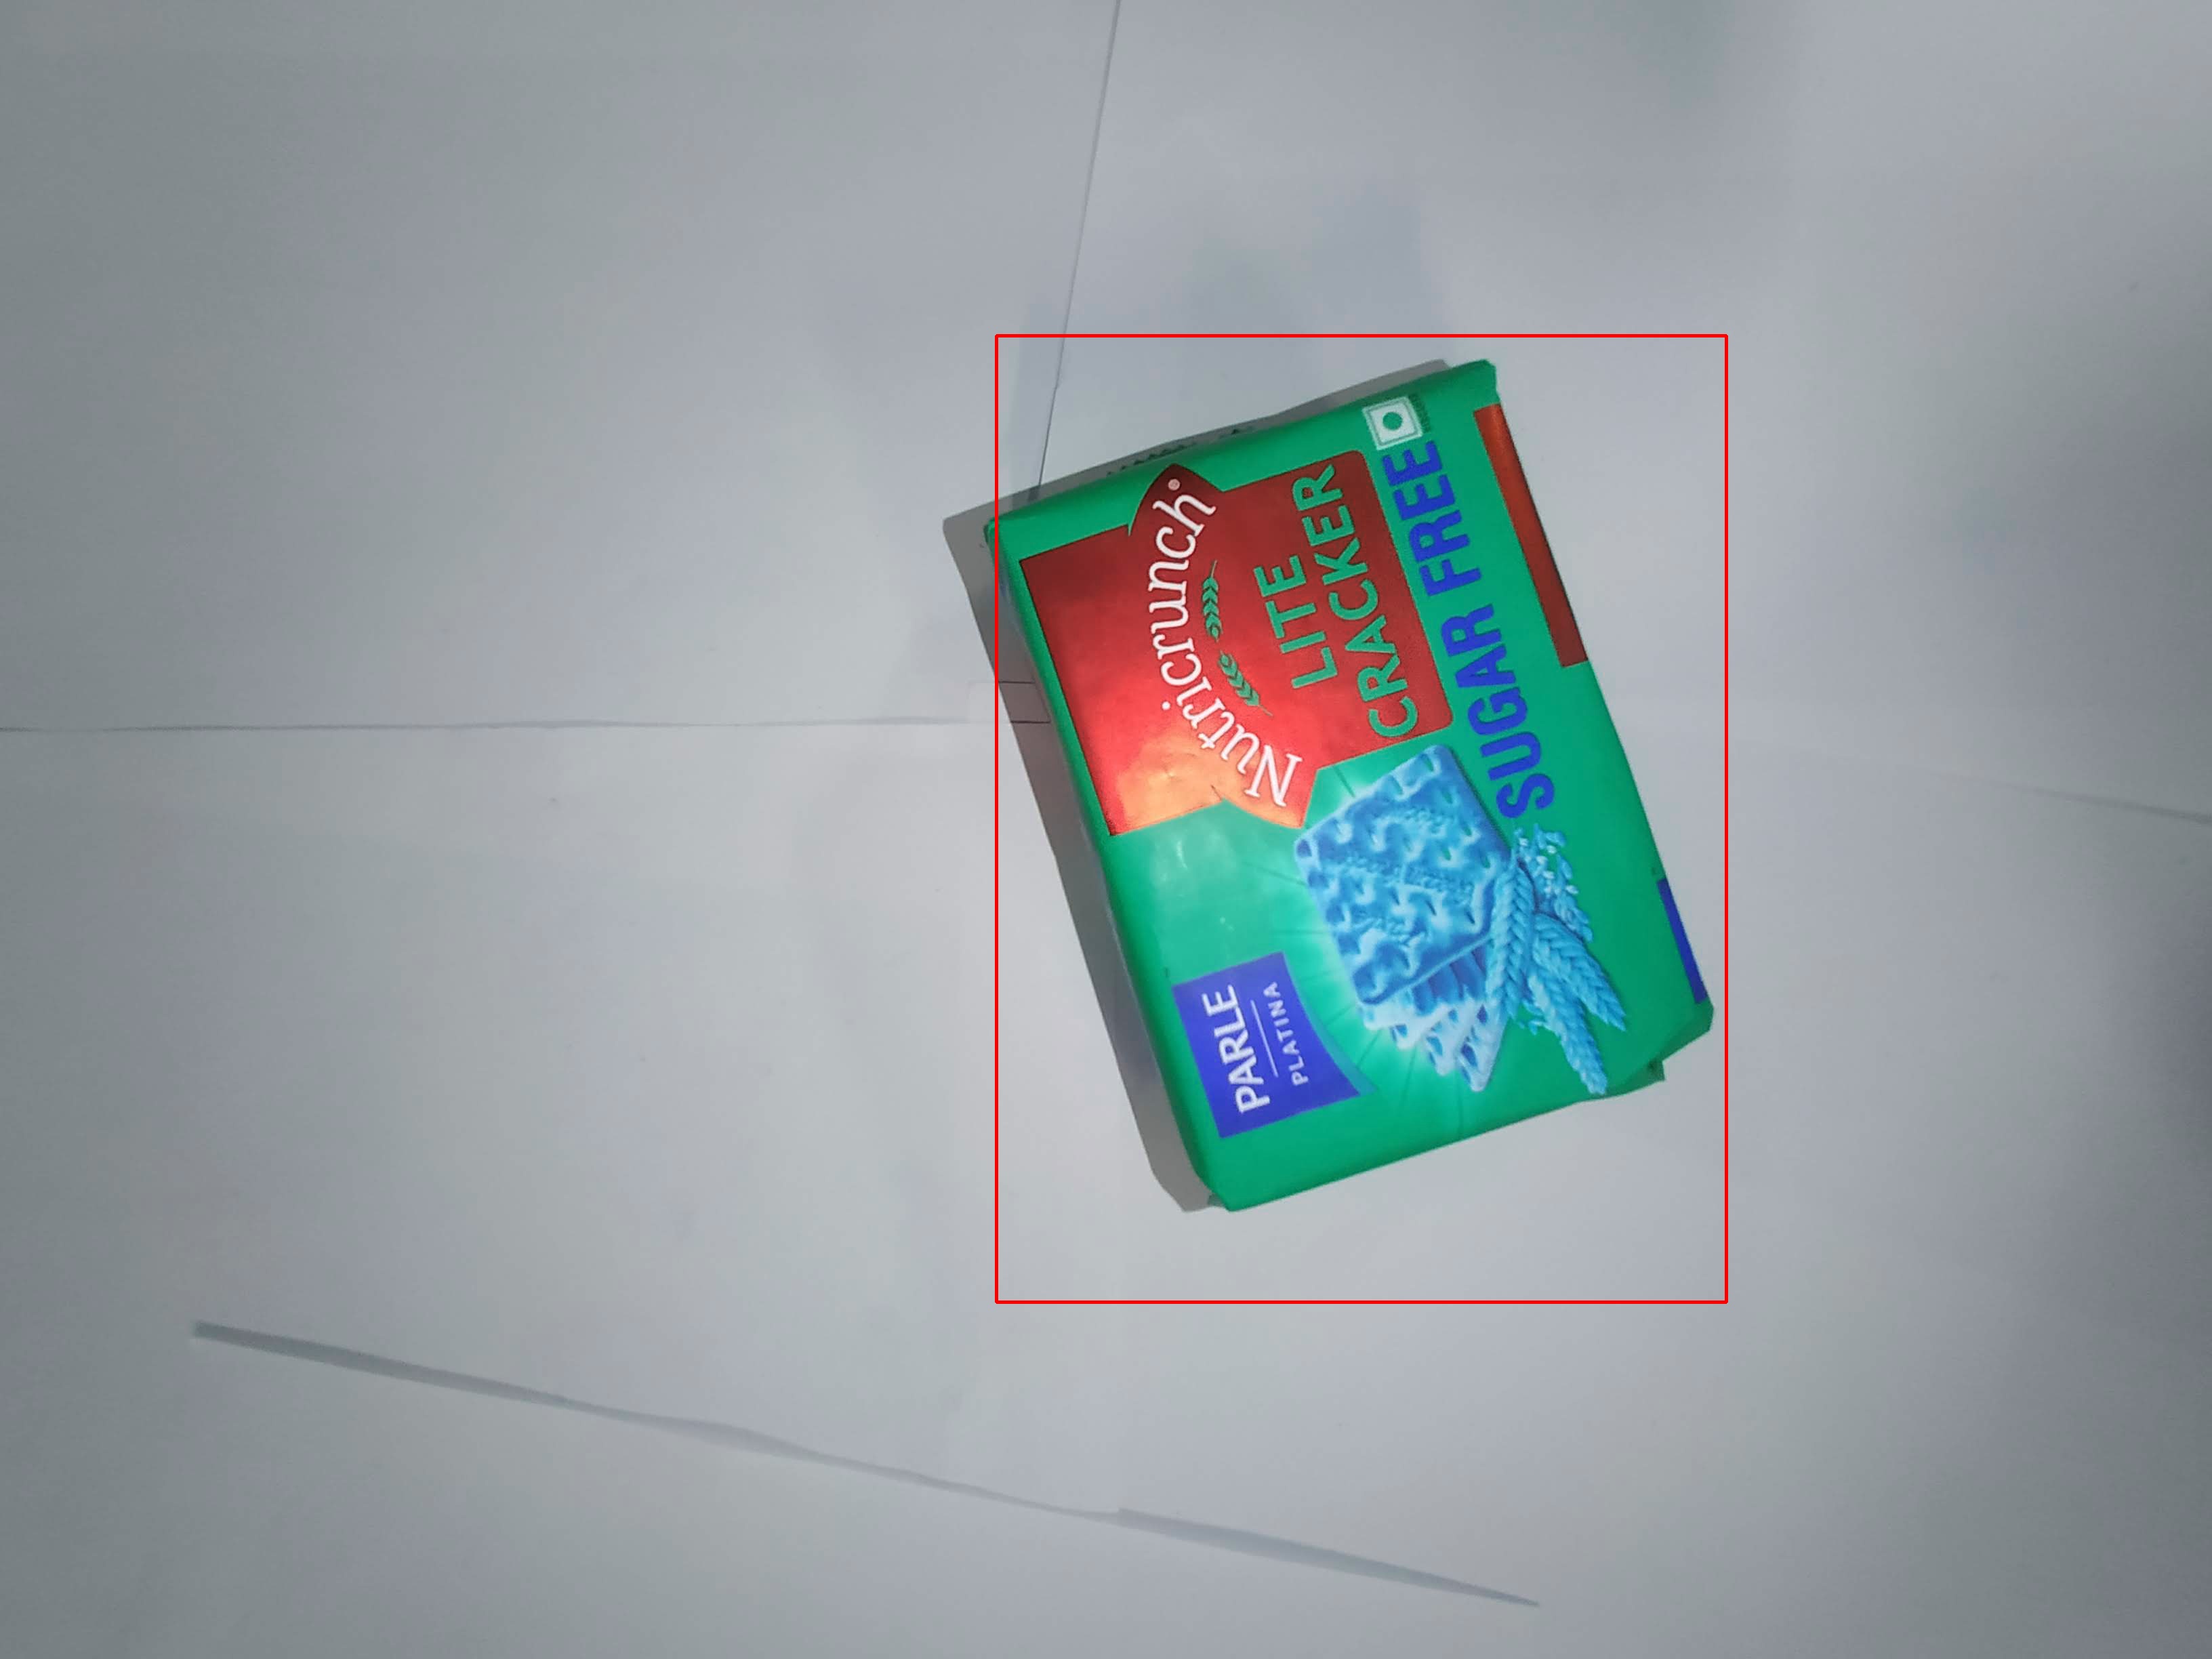 PARLE
PLATINA
Nutricrunch
LITE
CRACKER
SUGAR FREE